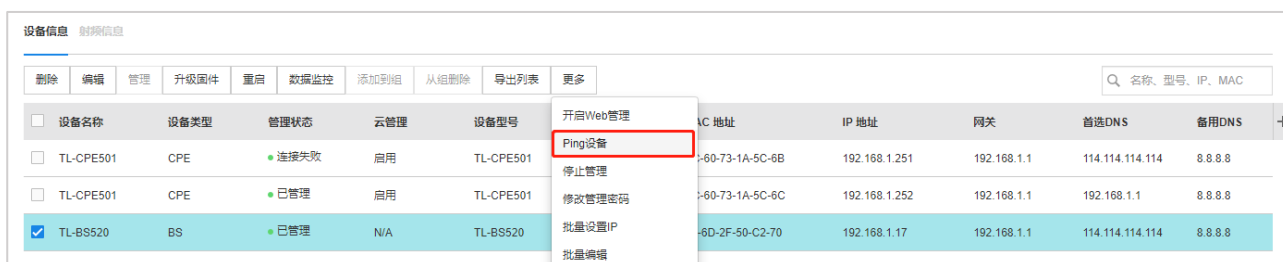 设备信息 射频信息
删除 编辑 管理 升级固件 重启 数据监控 添加到组 从组删除 导出列表 更多 名称、型号、IP、MAC
开启Web管理
Ping设备
停止管理
修改管理密码
批量设置IP
批量编辑
设备名称 设备类型 管理状态 云管理 设备型号 AC 地址 IP 地址 网关 首选DNS 备用DNS
TL-CPE501 CPE 连接失败 启用 TL-CPE501 -60-73-1A-5C-6B 192.168.1.251 192.168.1.1 114.114.114.114 8.8.8.8
TL-CPE501 CPE 已管理 启用 TL-CPE501 -60-73-1A-5C-6C 192.168.1.252 192.168.1.1 192.168.1.1 8.8.8.8
TL-BS520 BS 已管理 N/A TL-BS520 -6D-2F-50-C2-70 192.168.1.17 192.168.1.1 114.114.114.114 8.8.8.8